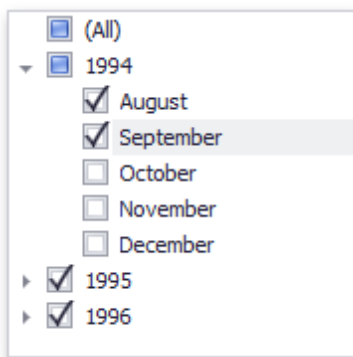 (All)
1994
August
September
October
November
December
1995
1996